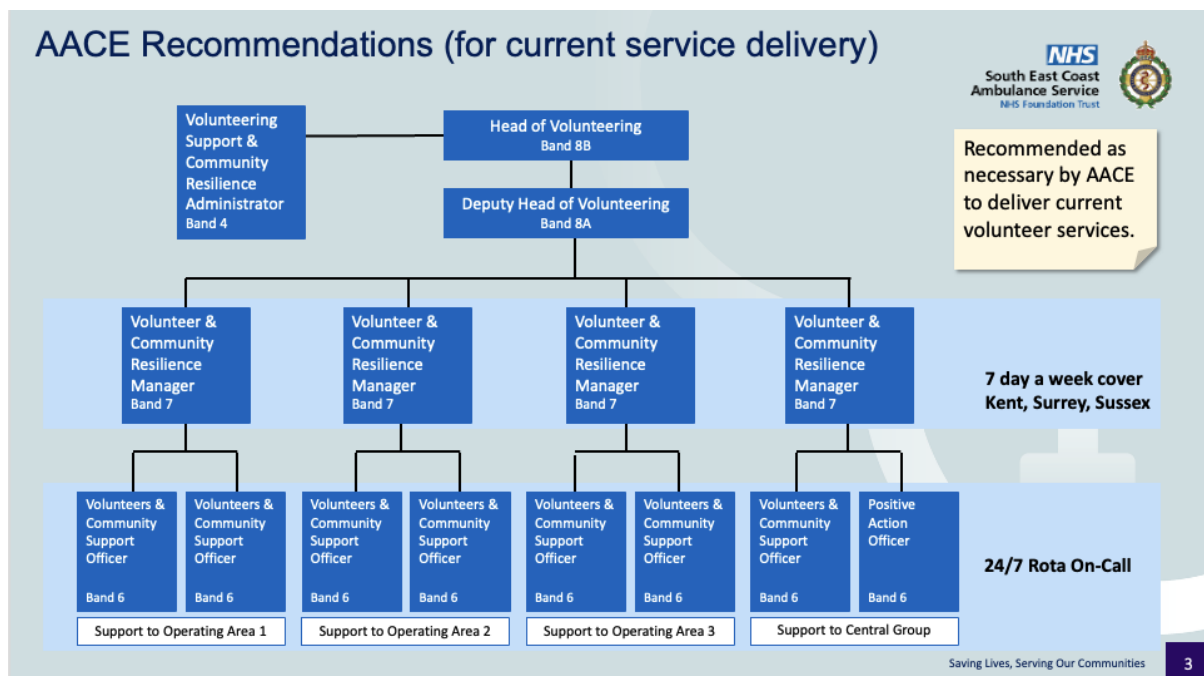 AACE Recommendations (for current service delivery)
NHS
South East Coast
Ambulance Service
NHS Foundation Trust
Volunteering
Support &
Community
Resilience
Administrator
Band 4
Head of Volunteering
Band 8B
Deputy Head of Volunteering
Band 8A
Recommended as
necessary by AACE
to deliver current
volunteer services.
Volunteer &
Community
Resilience
Manager
Band 7
Volunteer &
Community
Resilience
Manager
Band 7
Volunteer &
Community
Resilience
Manager
Band 7
Volunteer &
Community
Resilience
Manager
Band 7
7 day a week cover
Kent, Surrey, Sussex
Volunteers &
Community
Support
Officer
Band 6
Volunteers &
Community
Support
Officer
Band 6
Volunteers &
Community
Support
Officer
Band 6
Volunteers &
Community
Support
Officer
Band 6
Volunteers &
Community
Support
Officer
Band 6
Volunteers &
Community
Support
Officer
Band 6
Volunteers &
Community
Support
Officer
Band 6
Positive
Action
Officer
Band 6
24/7 Rota On-Call
Support to Operating Area 1
Support to Operating Area 2
Support to Operating Area 3
Support to Central Group
Saving Lives, Serving Our Communities
3